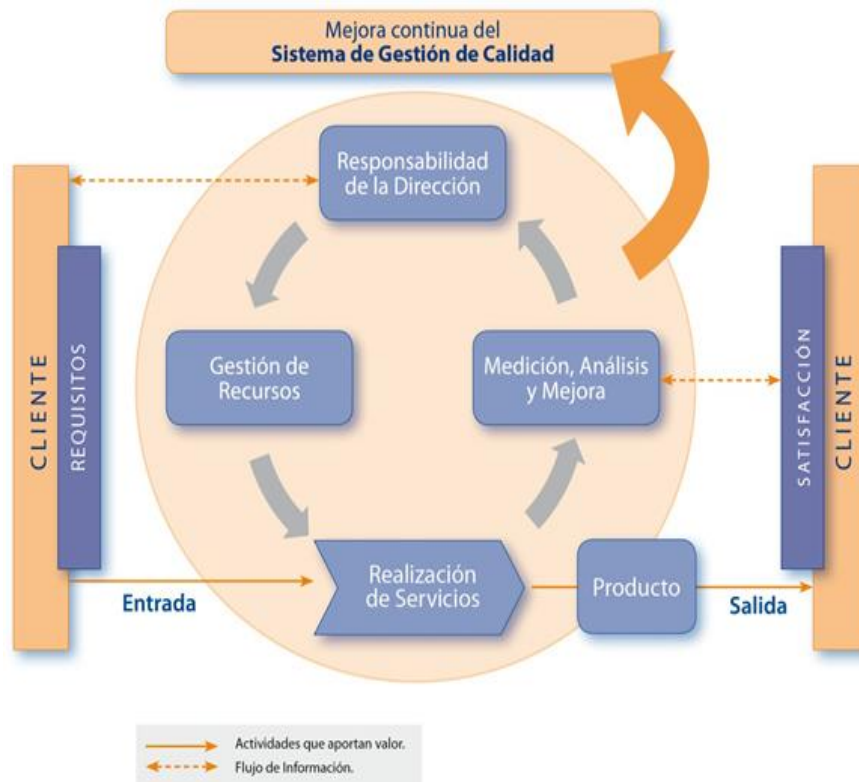 Mejora continua del
Sistema de Gestión de Calidad
Responsabilidad
de la Dirección
CLIENTE
REQUISITOS
Gestión de
Recursos
Medición, Análisis
y Mejora
SATISFACCIÓN
CLIENTE
Entrada
Realización
de Servicios
Producto
Salida
Actividades que aportan valor.
Flujo de Información.